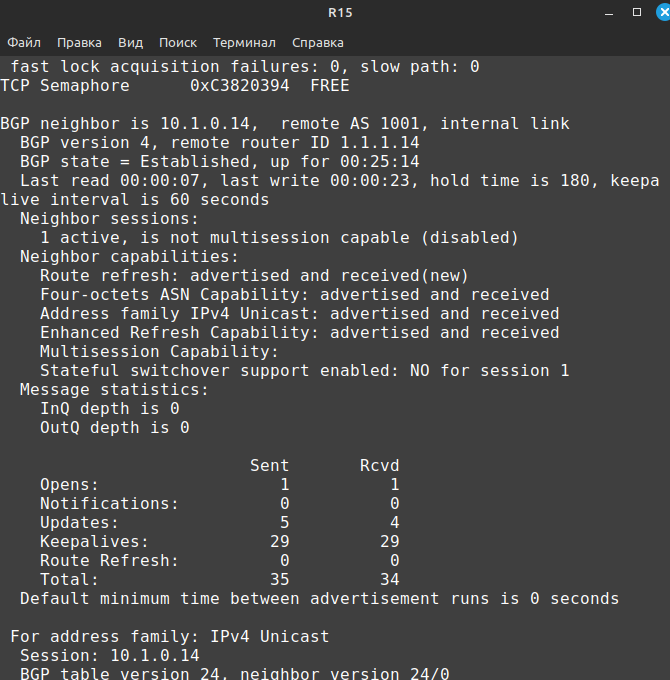 R15
Файл Правка Вид Поиск Терминал Справка
 fast lock acquisition failures: 0, slow path: 0
TCP Semaphore      0xC3820394  FREE

BGP neighbor is 10.1.0.14,  remote AS 1001, internal link
  BGP version 4, remote router ID 1.1.1.14
  BGP state = Established, up for 00:25:14
  Last read 00:00:07, last write 00:00:23, hold time is 180, keepa
live interval is 60 seconds
  Neighbor sessions:
    1 active, is not multisession capable (disabled)
  Neighbor capabilities:
    Route refresh: advertised and received(new)
    Four-octets ASN Capability: advertised and received
    Address family IPv4 Unicast: advertised and received
    Enhanced Refresh Capability: advertised and received
    Multisession Capability:
    Stateful switchover support enabled: NO for session 1
  Message statistics:
    InQ depth is 0
    OutQ depth is 0

                         Sent       Rcvd
    Opens:                  1          1
    Notifications:          0          0
    Updates:                5          4
    Keepalives:            29         29
    Route Refresh:          0          0
    Total:                 35         34
  Default minimum time between advertisement runs is 0 seconds

 For address family: IPv4 Unicast
  Session: 10.1.0.14
  BGP table version 24, neighbor version 24/0